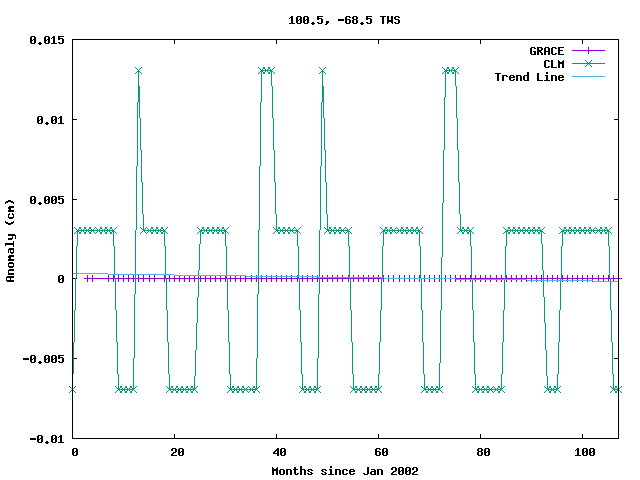 100.5, -68.5 TWS
0.015
0.01
0.005
0
-0.005
-0.01
Anomaly (cm)
GRACE
CLM
Trend Line
0 20 40 60 80 100
Months since Jan 2002